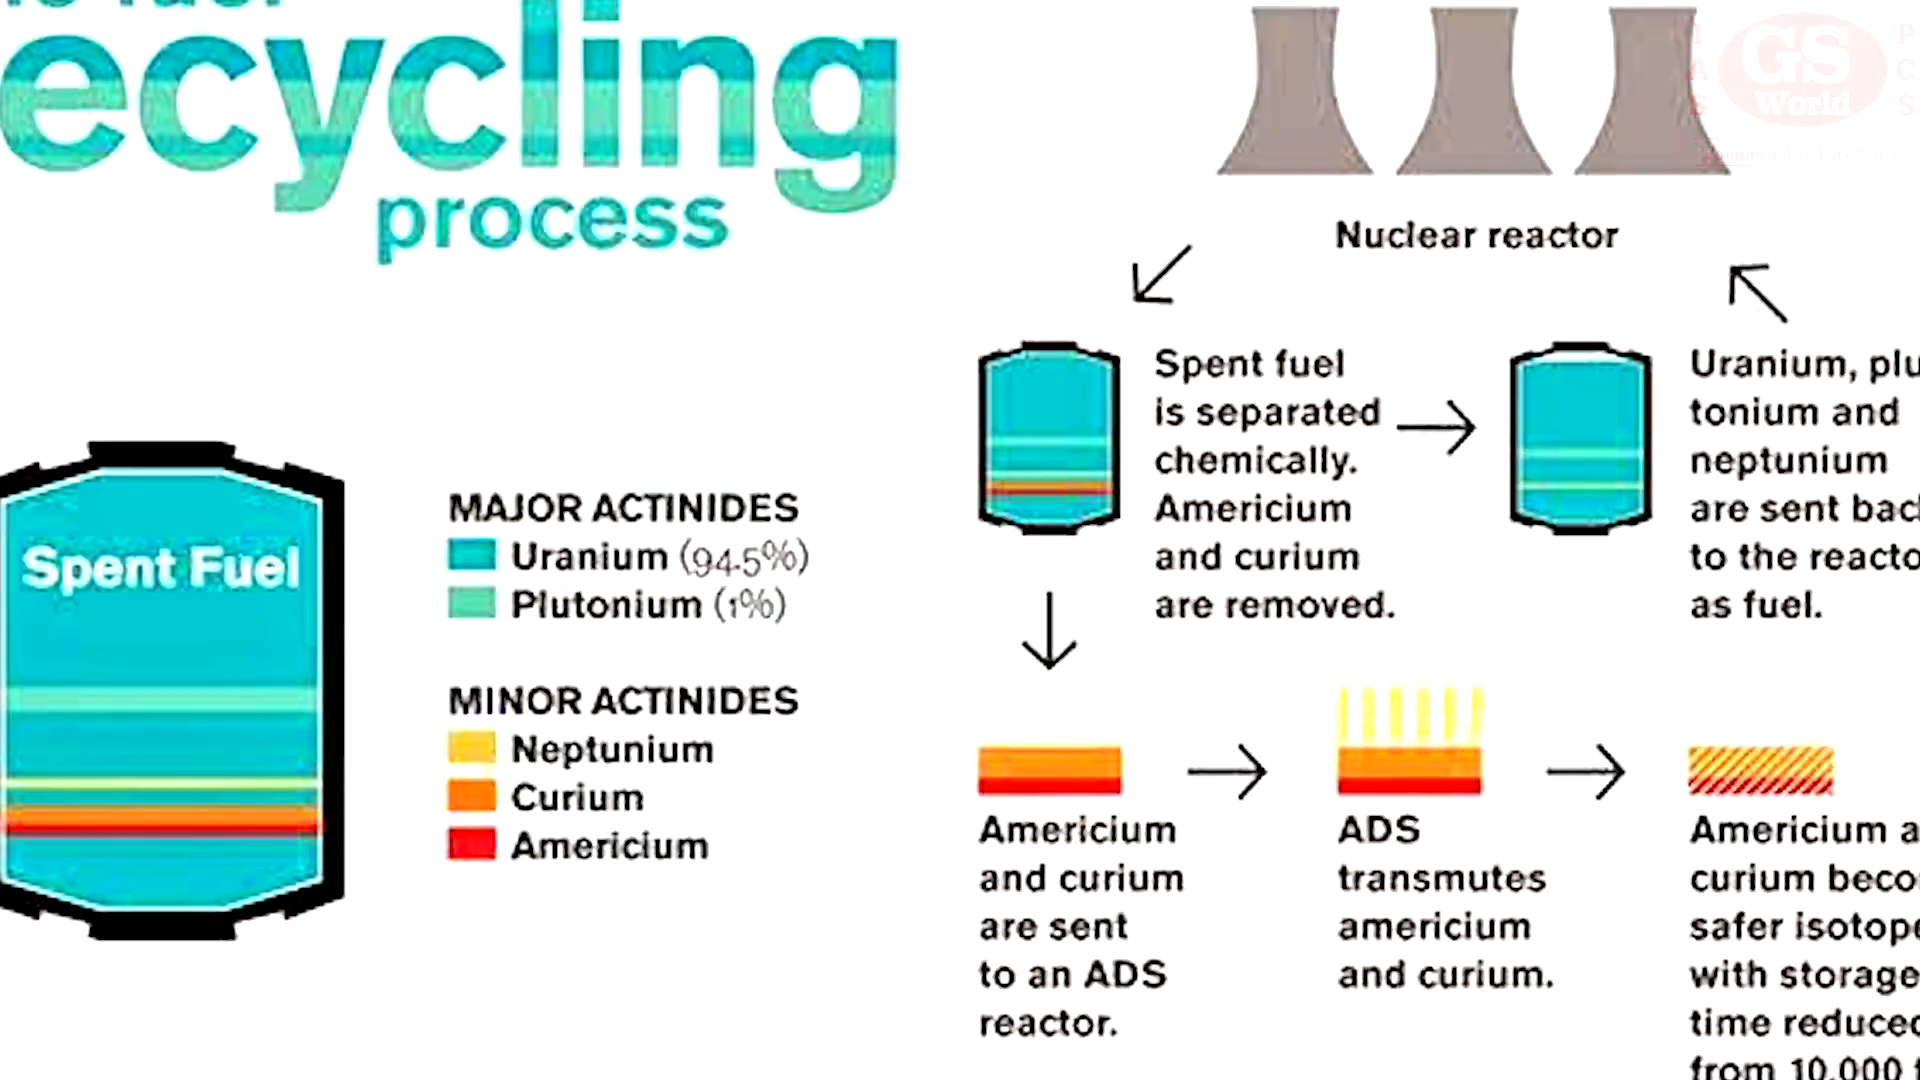 ecycling
process
Spent Fuel
MAJOR ACTINIDES
Uranium (94.5%)
Plutonium (1%)
MINOR ACTINIDES
Neptunium
Curium
Americium
GS
World
Nuclear reactor
Spent fuel
is separated
chemically.
Americium
and curium
are removed.
Uranium, plu
tonium and
neptunium
are sent bac
to the reacto
as fuel.
Americium
and curium
are sent
to an ADS
reactor.
ADS
transmutes
americium
and curium.
Americium a
curium beco
safer isotope
with storage
time reduced
from 10,000